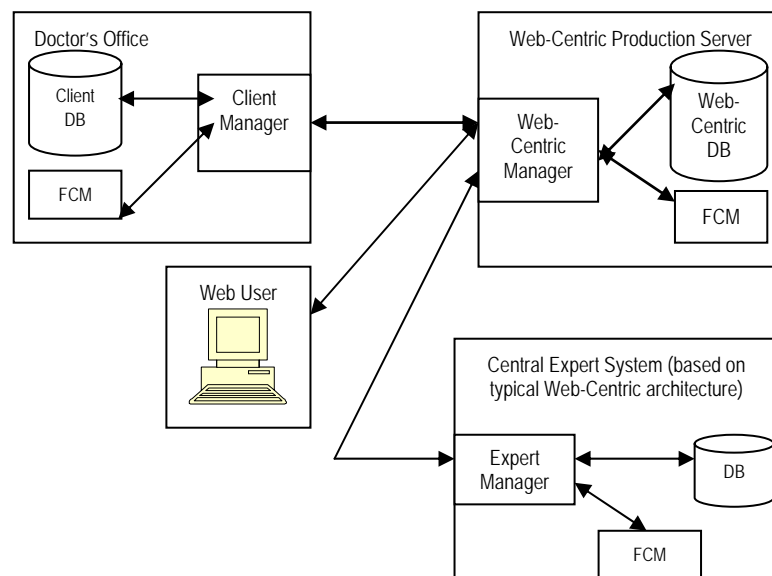 Doctor's Office
Client
DB
Client
Manager
FCM
Web-Centric Production Server
Web-
Centric
Manager
Web-
Centric
DB
FCM
Web User
Central Expert System (based on
typical Web-Centric architecture)
Expert
Manager
DB
FCM